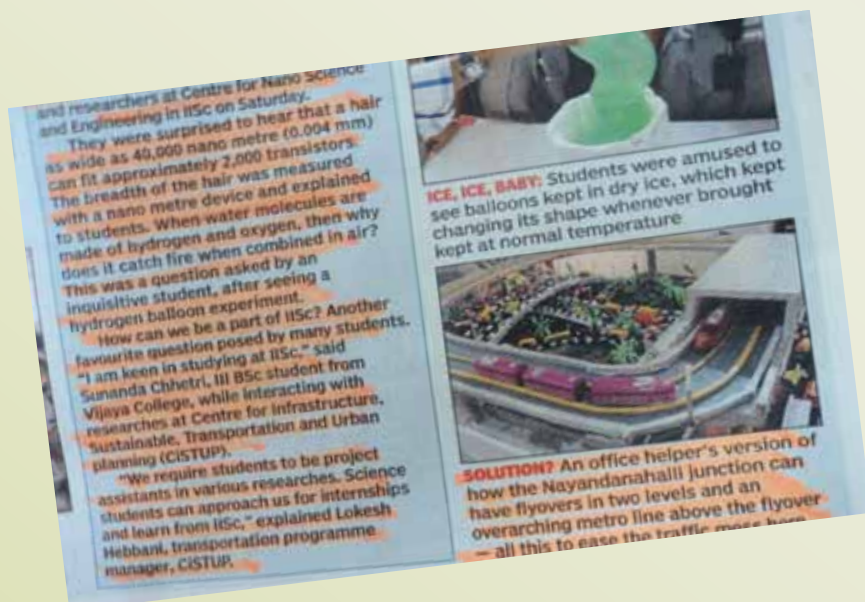 and researchers at Centre for Nano Science
and Engineering in IISc on Saturday.
They were surprised to hear that a hair
as wide as 40,000 nano metre (0.004 mm)
can fit approximately 2,000 transistors.
The breadth of the hair was measured
with a nano metre device and explained
to students. When water molecules are
made of hydrogen and oxygen, then why
does it catch fire when combined in air?
This was a question asked by an
inquisitive student, after seeing a
hydrogen balloon experiment.
How can we be a part of IISc? Another
favourite question posed by many students.
"I am keen in studying at IISc," said
Sunanda Chhetri, III BSc student from
Vijaya College, while interacting with
researches at Centre for Infrastructure,
Sustainable, Transportation and Urban
planning (CiSTUP).
"We require students to be project
assistants in various researches. Science
students can approach us for internships
and learn from IISc," explained Lokesh
Hebbani, transportation programme
manager, CiSTUP.
ICE, ICE, BABY: Students were amused to
see balloons kept in dry ice, which kept
changing its shape whenever brought
kept at normal temperature
SOLUTION? An office helper's version of
how the Nayandanahalli junction can
have flyovers in two levels and an
overarching metro line above the flyover
— all this to ease the traffic mess here